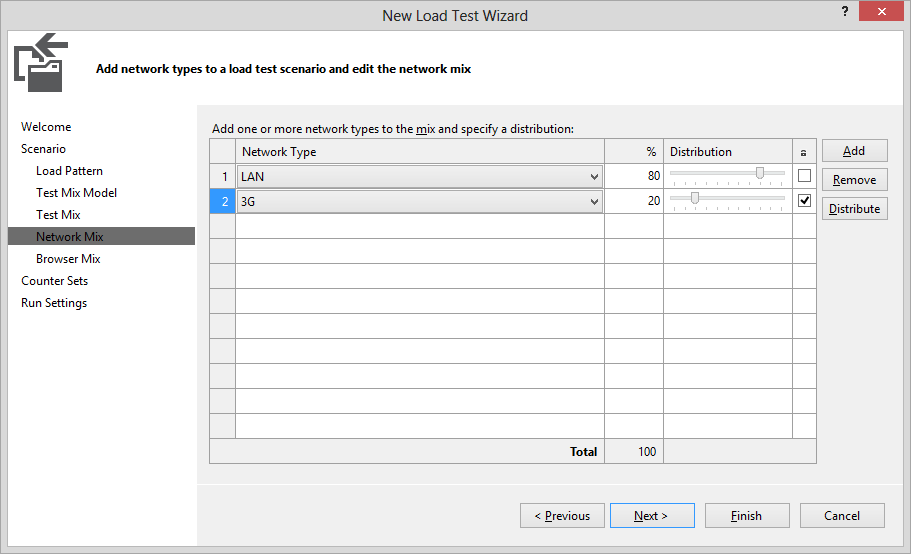 New Load Test Wizard
?
Add network types to a load test scenario and edit the network mix
Welcome
Scenario
Load Pattern
Test Mix Model
Test Mix
Network Mix
Browser Mix
Counter Sets
Run Settings
Add one or more network types to the mix and specify a distribution:
Network Type % Distribution
1 LAN 80
2 3G 20
Total 100
Add
Remove
Distribute
< Previous Next > Finish Cancel